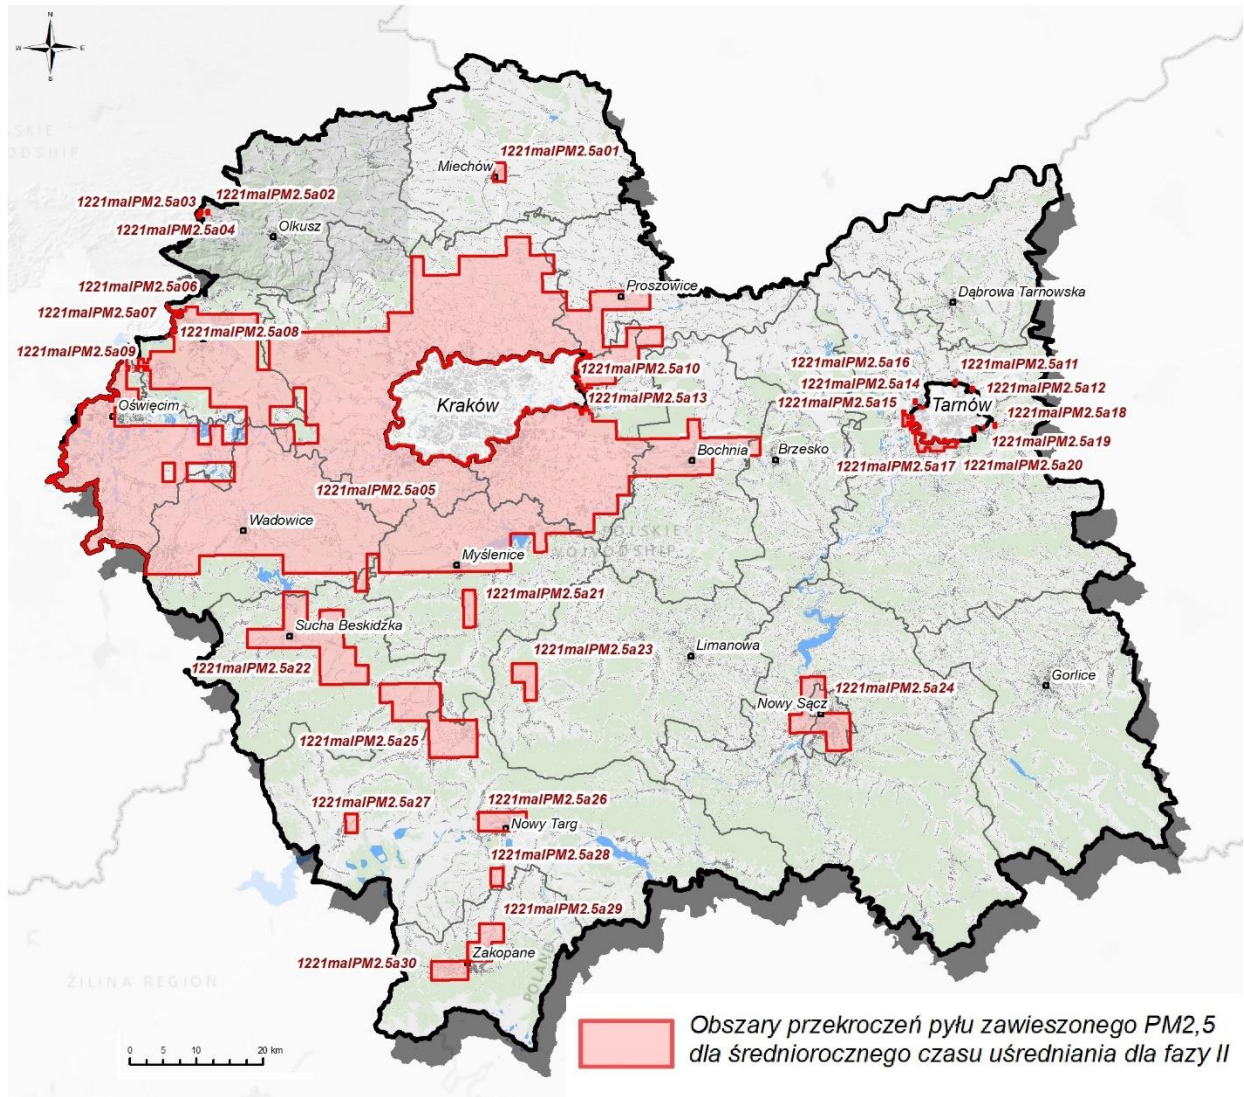 N
W
E
S
SKIE
VODSHIP
1221malPM2.5a01
Miechów
1221malPM2.5a03
1221malPM2.5a02
1221malPM2.5a04
Olkusz
1221malPM2.5a06
1221malPM2.5a07
1221malPM2.5a08
1221malPM2.5a09
Proszowice
Dąbrowa Tarnowska
1221malPM2.5a10
1221malPM2.5a16
1221malPM2.5a11
1221malPM2.5a14
1221malPM2.5a12
1221malPM2.5a13
1221malPM2.5a15
Kraków
Tarnów
Oświęcim
1221malPM2.5a18
1221malPM2.5a19
Bochnia
Brzesko
1221malPM2.5a17
1221malPM2.5a20
1221malPM2.5a05
Wadowice
POLSKIE
VOIVODSHIP
Myślenice
1221malPM2.5a21
Sucha Beskidzka
1221malPM2.5a22
1221malPM2.5a23
Limanowa
Gorlice
1221malPM2.5a24
Nowy Sącz
1221malPM2.5a25
1221malPM2.5a27
1221malPM2.5a26
Nowy Targ
1221malPM2.5a28
1221malPM2.5a29
Zakopane
1221malPM2.5a30
POLAND
ŽILINA REGION
0 5 10 20 km
Obszary przekroczeń pyłu zawieszonego PM2,5
dla średniorocznego czasu uśredniania dla fazy II